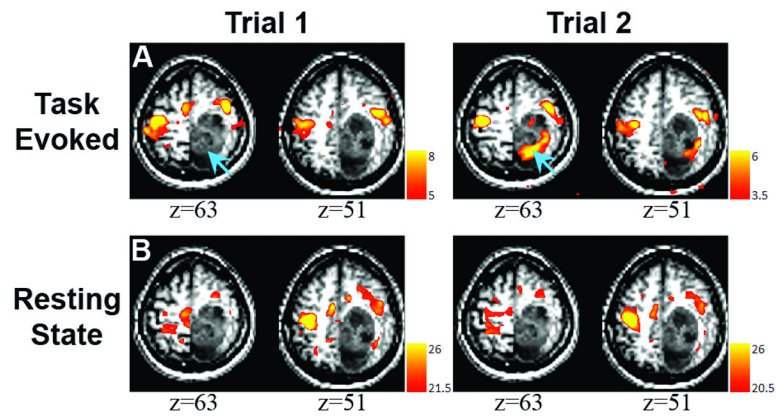 Trial 1 Trial 2
Task
Evoked
A
8
5
6
3.5
z=63 z=51 z=63 z=51
Resting
State
B
26
21.5
26
20.5
z=63 z=51 z=63 z=51